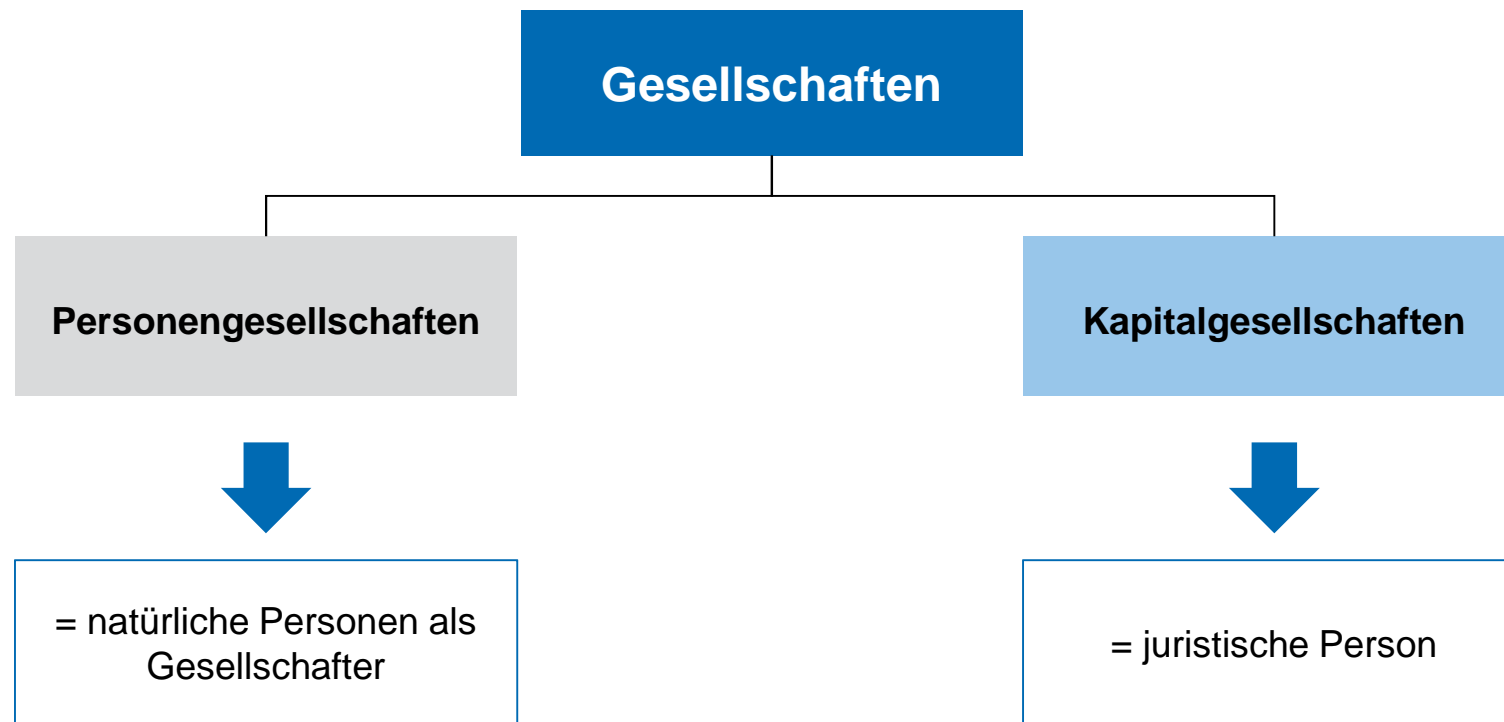 Gesellschaften
Personengesellschaften
Kapitalgesellschaften
= natürliche Personen als
Gesellschafter
= juristische Person